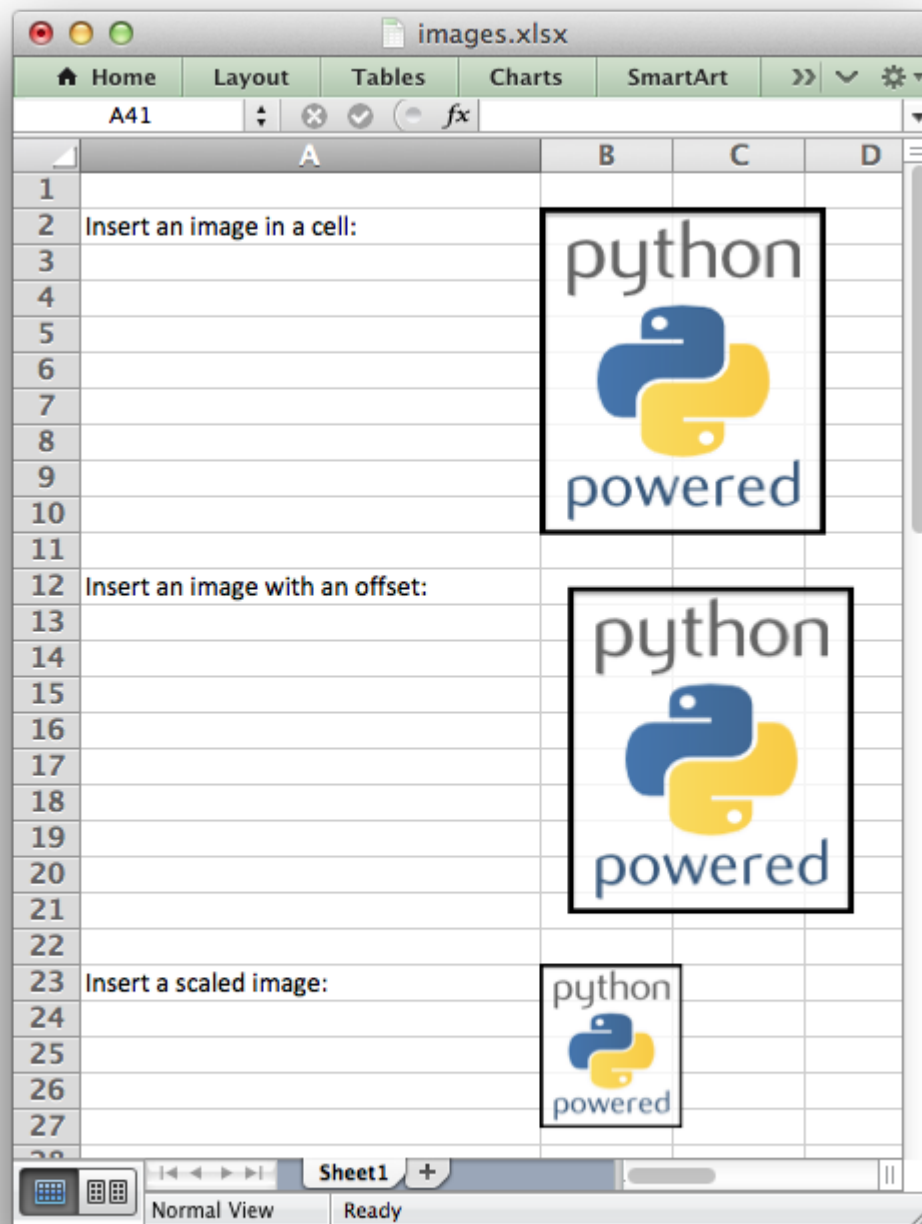 images.xlsx
Home Layout Tables Charts SmartArt
A41 fx
A B C D
1
2 Insert an image in a cell:
python
3
4
5
6
7
8
9
powered
10
11
12 Insert an image with an offset:
13
python
14
15
16
17
18
19
20
powered
21
22
23 Insert a scaled image:
python
24
25
26
powered
27
28
Sheet1 +
Normal View Ready